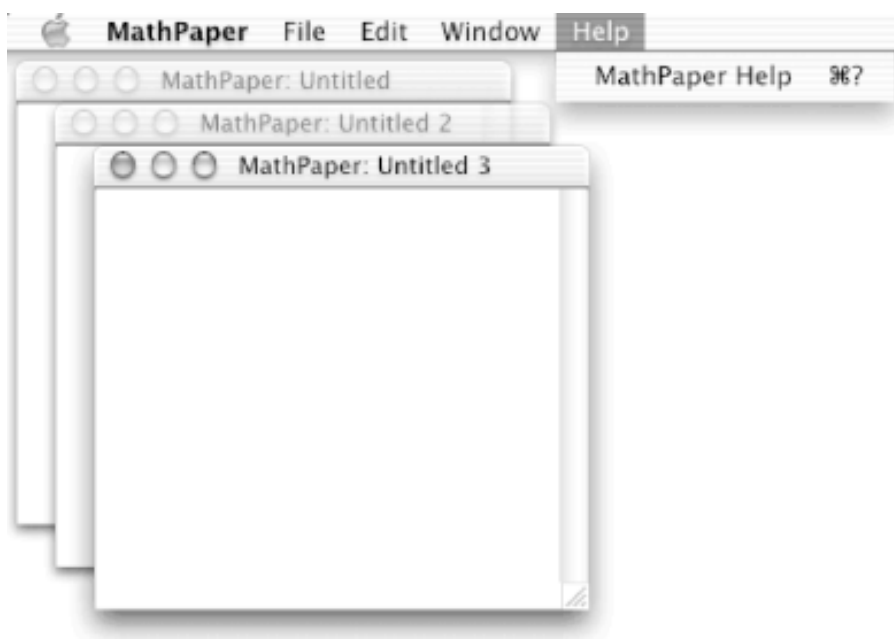 MathPaper File Edit Window Help
MathPaper Help ⌘?
MathPaper: Untitled
MathPaper: Untitled 2
MathPaper: Untitled 3